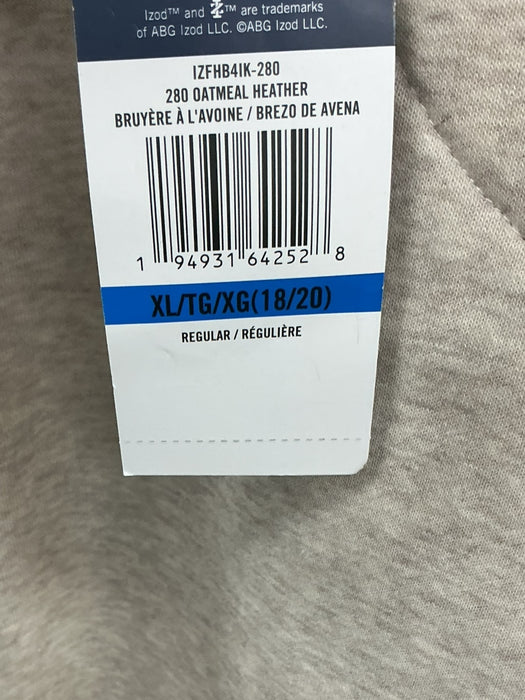 Izod™ and ™ are trademarks
of ABG Izod LLC. ©ABG Izod LLC.
IZFHB4IK-280
280 OATMEAL HEATHER
BRUYÈRE À L'AVOINE / BREZO DE AVENA
1 94931 64252 8
XL/TG/XG(18/20)
REGULAR / RÉGULIÈRE